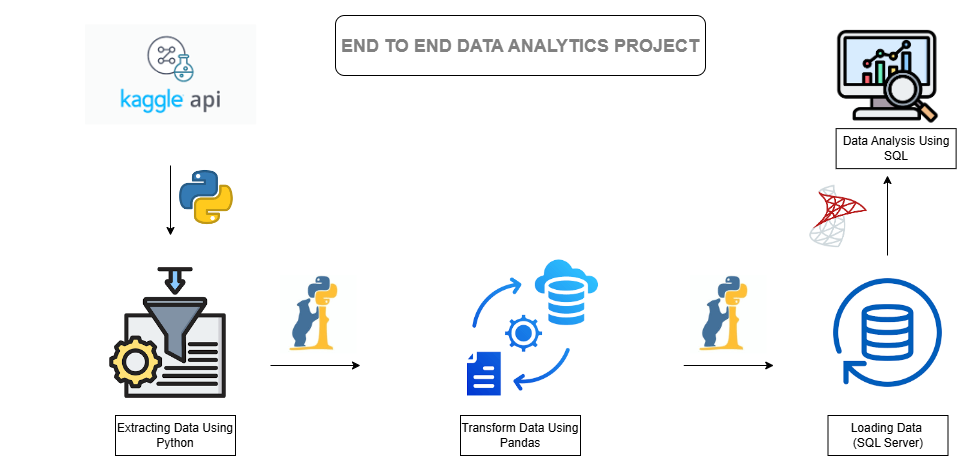 END TO END DATA ANALYTICS PROJECT
kaggle api
Data Analysis Using
SQL
Extracting Data Using
Python
Transform Data Using
Pandas
Loading Data
(SQL Server)